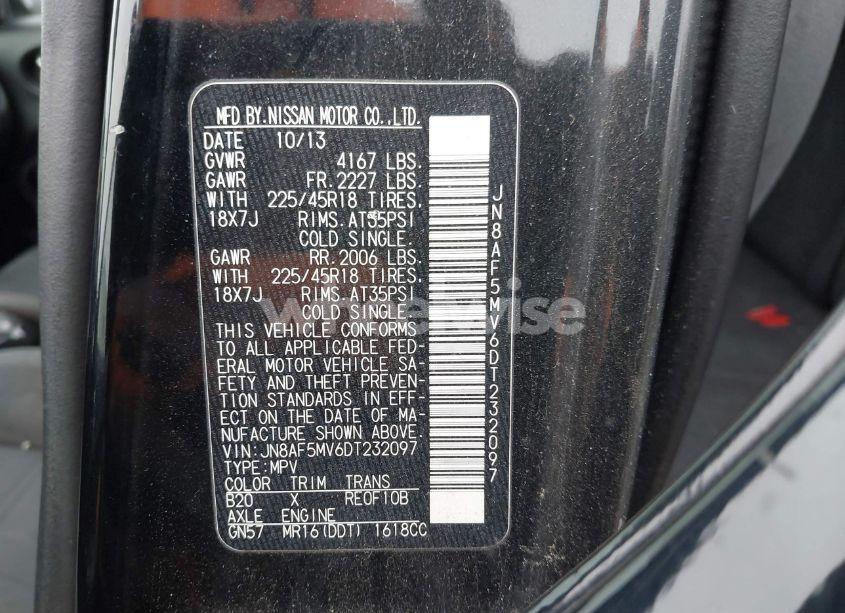 MFD BY.NISSAN MOTOR CO.,LTD.
DATE 10/13
GVWR 4167 LBS.
GAWR FR. 2227 LBS.
WITH 225/45R18 TIRES.
18X7J RIMS. AT35PSI
COLD SINGLE.
GAWR RR. 2006 LBS.
WITH 225/45R18 TIRES.
18X7J RIMS. AT35PSI
COLD SINGLE.
THIS VEHICLE CONFORMS
TO ALL APPLICABLE FED-
ERAL MOTOR VEHICLE SA-
FETY AND THEFT PREVEN-
TION STANDARDS IN EFF-
ECT ON THE DATE OF MA-
NUFACTURE SHOWN ABOVE.
VIN:JN8AF5MV6DT232097
TYPE:MPV
COLOR TRIM TRANS
B20 X RE0F10B
AXLE ENGINE
GN57 MR16(DDT) 1618CC
JN8AF5MV6DT232097
wheelwise